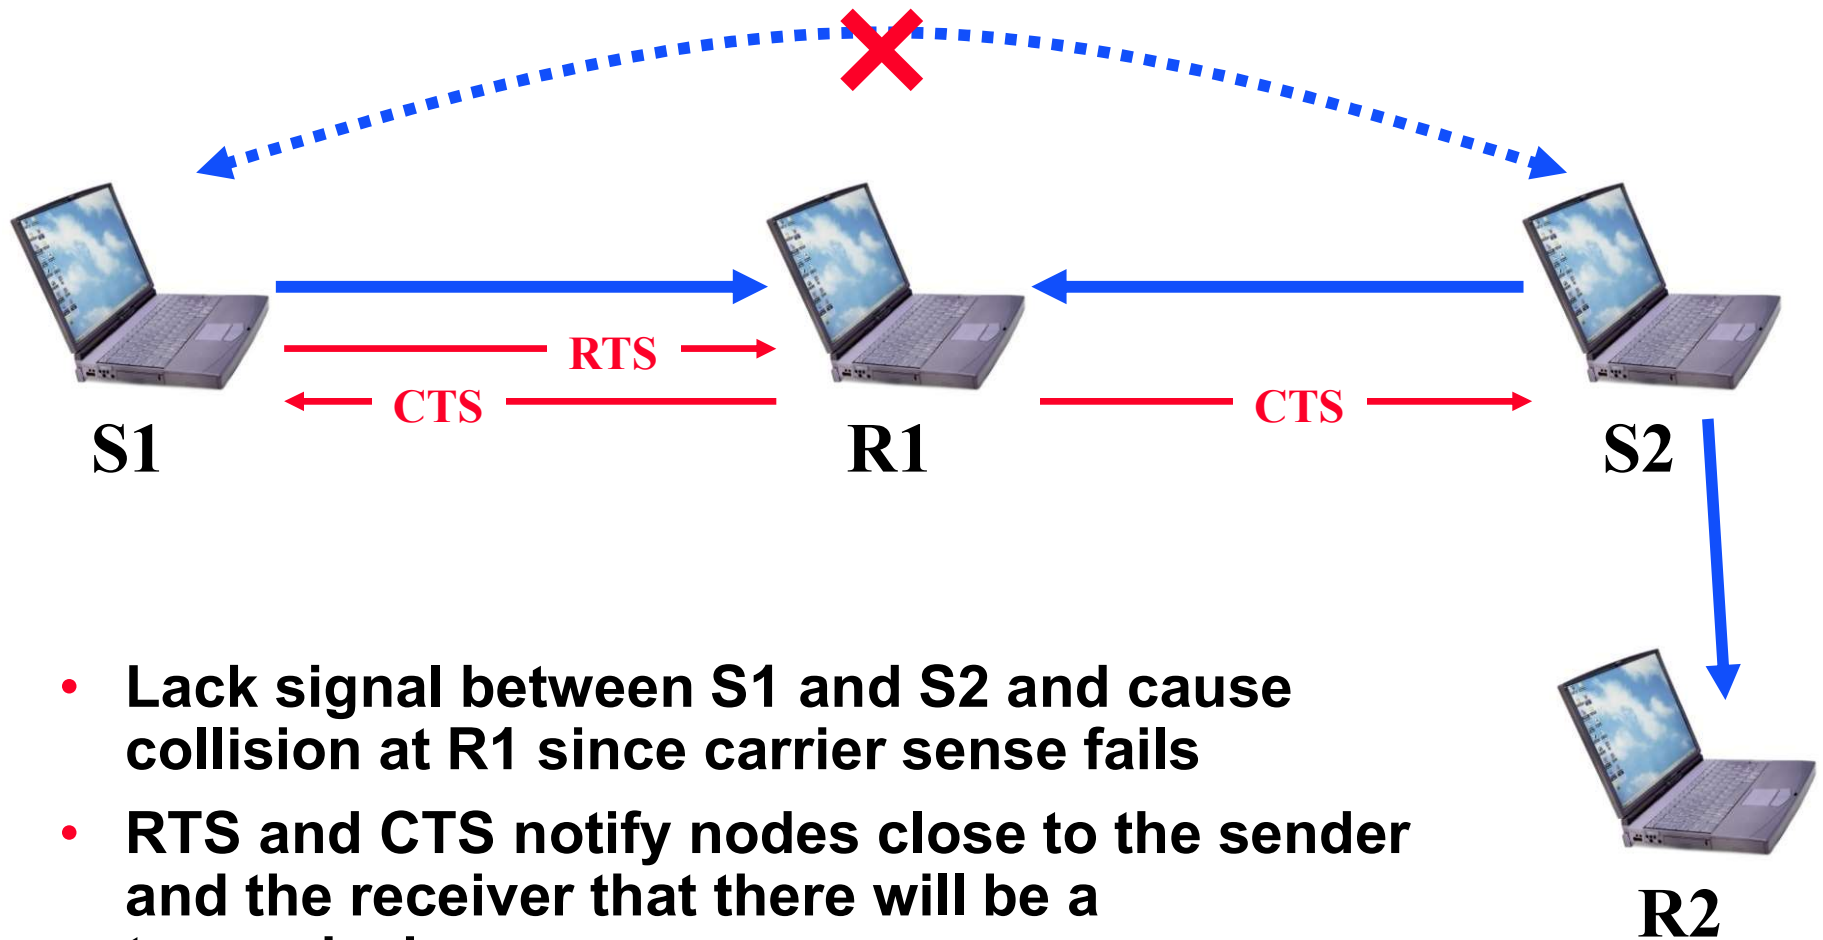 RTS
CTS
CTS
S1
R1
S2
• Lack signal between S1 and S2 and cause
collision at R1 since carrier sense fails
• RTS and CTS notify nodes close to the sender
and the receiver that there will be a
R2